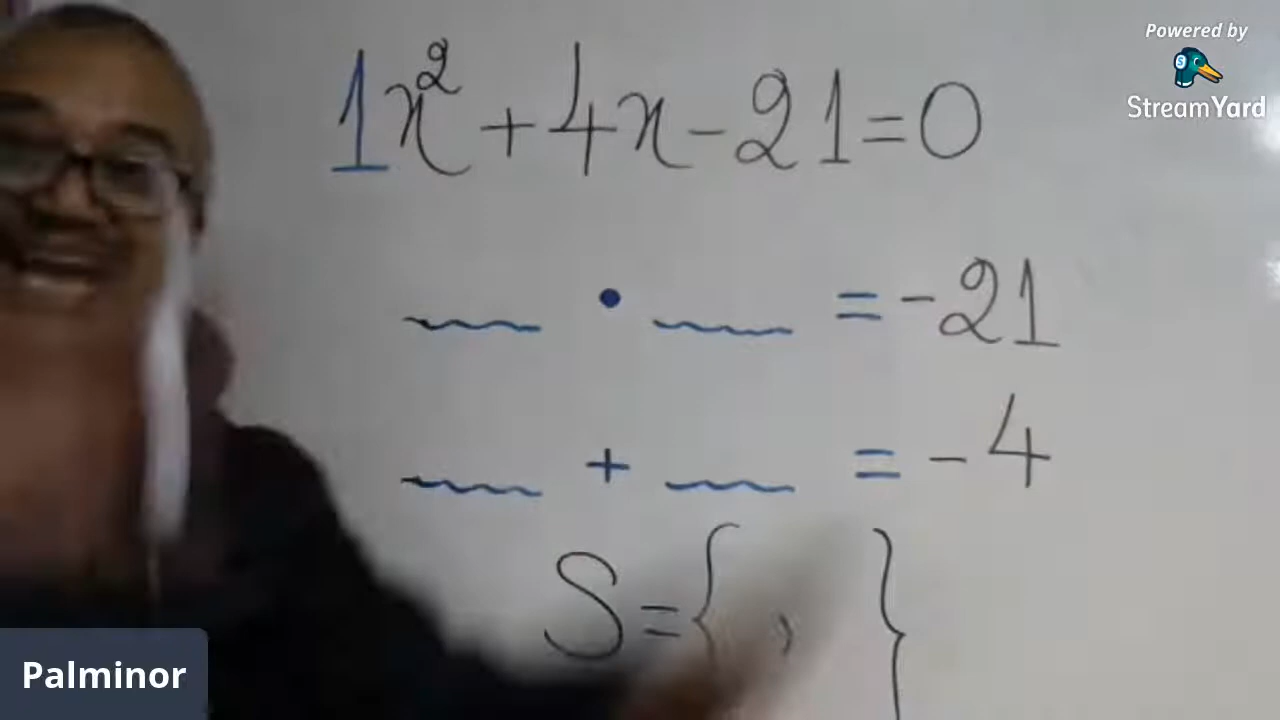 Powered by
StreamYard
1x² + 4x - 21 = 0
___ • ___ = -21
___ + ___ = -4
S = { , }
Palminor